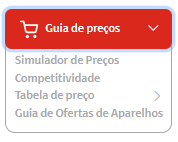 Guia de preços
Simulador de Preços
Competitividade
Tabela de preço
Guia de Ofertas de Aparelhos